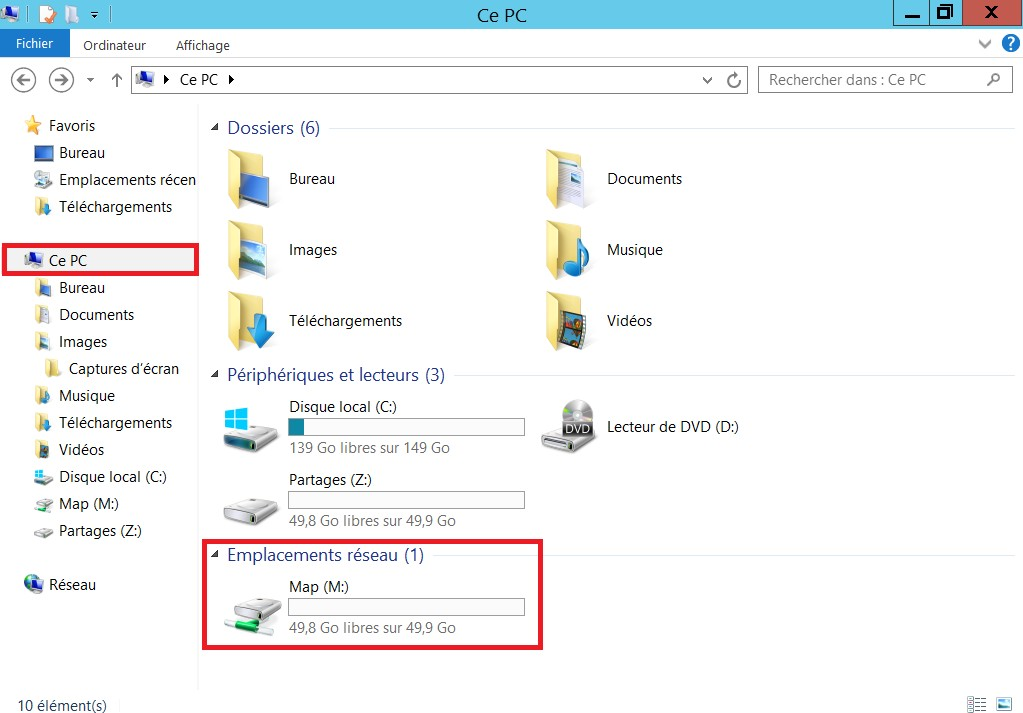 Ce PC
Fichier
Ordinateur
Affichage
Ce PC
Rechercher dans : Ce PC
Favoris
Bureau
Emplacements récen
Téléchargements
Ce PC
Bureau
Documents
Images
Captures d'écran
Musique
Téléchargements
Vidéos
Disque local (C:)
Map (M:)
Partages (Z:)
Réseau
Dossiers (6)
Bureau
Documents
Images
Musique
Téléchargements
Vidéos
Périphériques et lecteurs (3)
Disque local (C:)
139 Go libres sur 149 Go
DVD
Lecteur de DVD (D:)
Partages (Z:)
49,8 Go libres sur 49,9 Go
Emplacements réseau (1)
Map (M:)
49,8 Go libres sur 49,9 Go
10 élément(s)